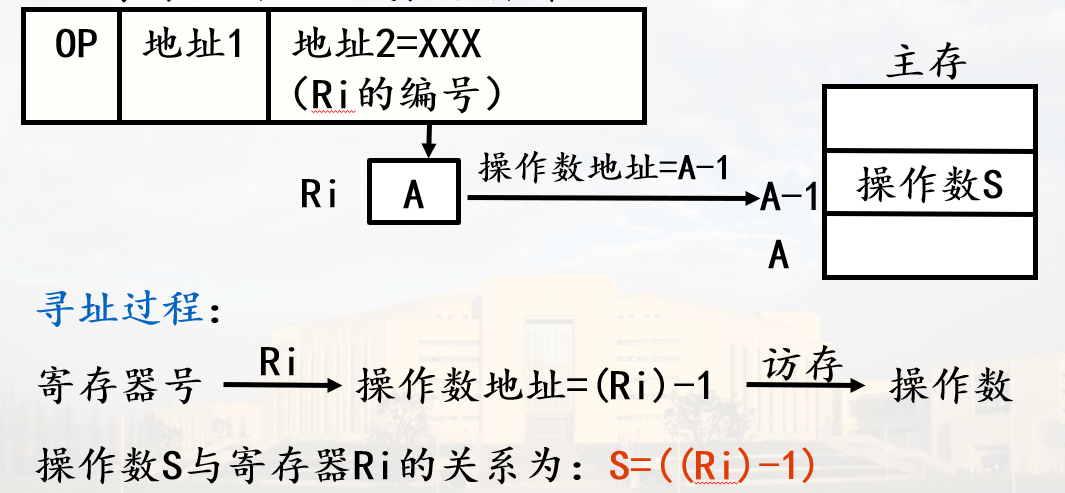 OP 地址1 地址2=XXX
(Ri的编号)
主存
Ri A 操作数地址=A-1 A-1 操作数S
A
寻址过程:
寄存器号 Ri 操作数地址=(Ri)-1 访存 操作数
操作数S与寄存器Ri的关系为: S=((Ri)-1)